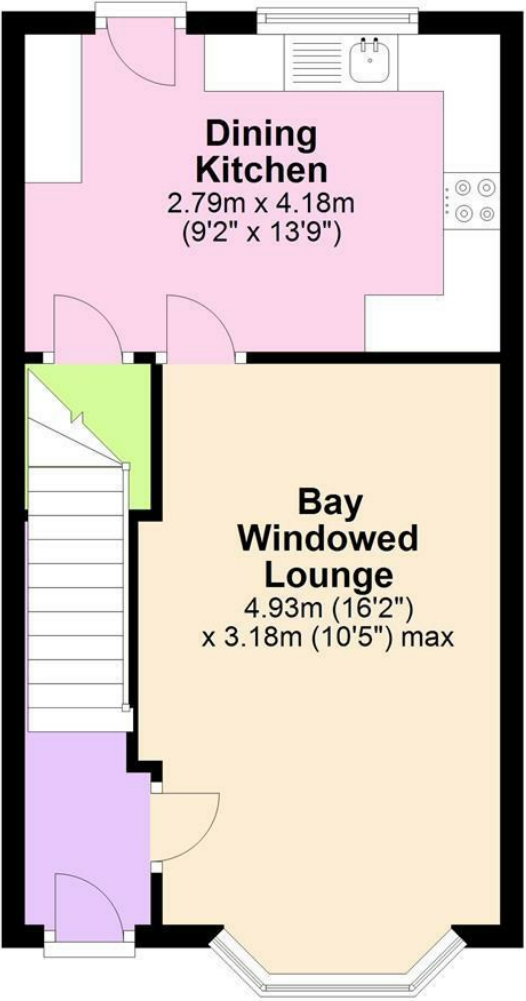 Dining
Kitchen
2.79m x 4.18m
(9'2" x 13'9")
Bay
Windowed
Lounge
4.93m (16'2")
x 3.18m (10'5") max